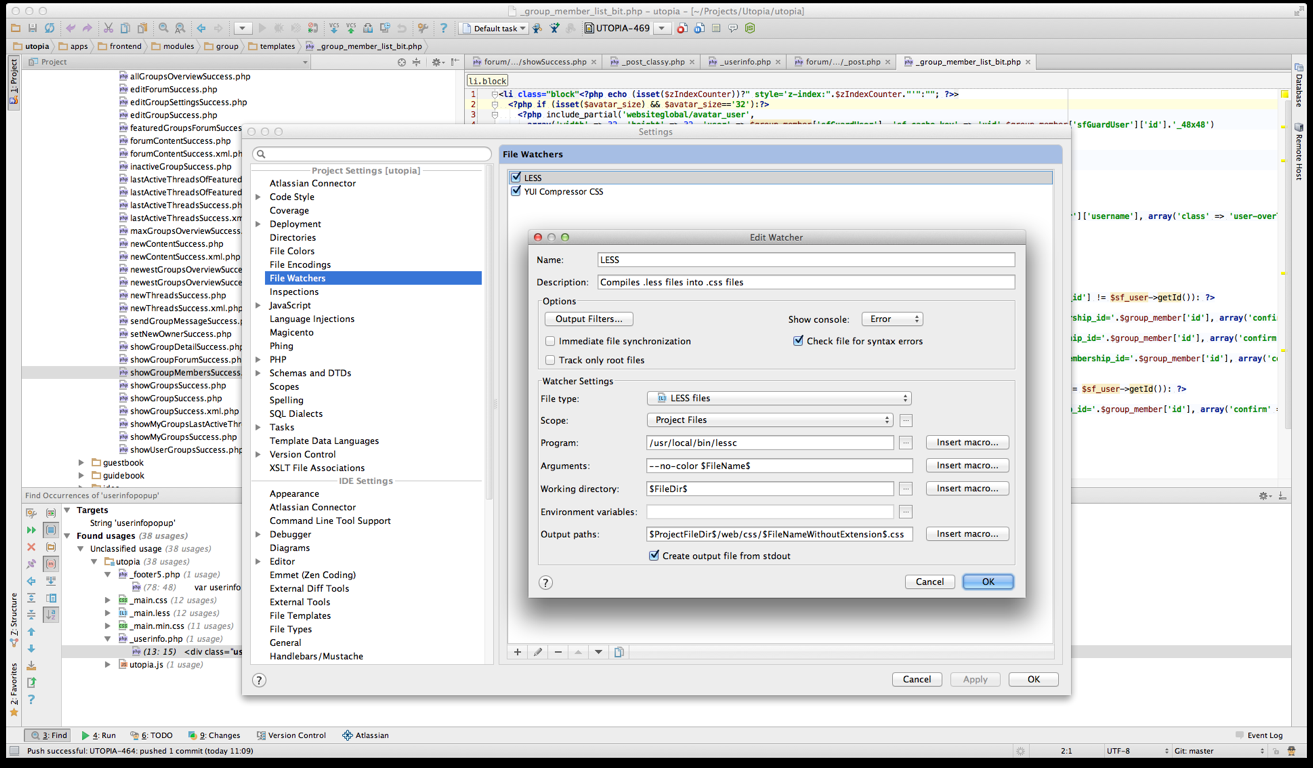 _group_member_list_bit.php – utopia – [~/Projects/Utopia/utopia]
Default task
UTOPIA-469
utopia apps frontend modules group templates _group_member_list_bit.php
1: Project
Project
forum/.../showSuccess.php
_post_classy.php
_userinfo.php
forum/.../_post.php
_group_member_list_bit.php
Database
Remote Host
allGroupsOverviewSuccess.php
editForumSuccess.php
editGroupSettingsSuccess.php
editGroupSuccess.php
featuredGroupsForumSucce
forumContentSuccess.php
forumContentSuccess.xml.ph
inactiveGroupSuccess.php
lastActiveThreadsOfFeatured
lastActiveThreadsOfFeatured
lastActiveThreadsSuccess.ph
lastActiveThreadsSuccess.xm
maxGroupsOverviewSuccess
newContentSuccess.php
newContentSuccess.xml.php
newestGroupsOverviewSucce
newestGroupsOverviewSucce
newThreadsSuccess.php
newThreadsSuccess.xml.php
sendGroupMessageSuccess.p
setNewOwnerSuccess.php
showGroupDetailSuccess.php
showGroupForumSuccess.php
showGroupMembersSuccess.
showGroupsSuccess.php
showGroupSuccess.php
showGroupSuccess.xml.php
showMyGroupsLastActiveThr
showMyGroupsSuccess.php
showUserGroupsSuccess.php
guestbook
guidebook
li.block
1 <li class="block"<?php echo (isset($zIndexCounter))?" style='z-index:".$zIndexCounter."'":""; ?>>
2 <?php if (isset($avatar_size) && $avatar_size=='32'):?>
3 <?php include_partial('websiteglobal/avatar_user',
4
'sfGuardUser']['id'].'_48x48')
']['username'], array('class' => 'user-over
id'] != $sf_user->getId()): ?>
ership_id='.$group_member['id'], array('confi
ip_id='.$group_member['id'], array('confirm'
mbership_id='.$group_member['id'], array('co
= $sf_user->getId()): ?>
p_id='.$group_member['id'], array('confirm' =
Settings
Project Settings [utopia]
Atlassian Connector
Code Style
Coverage
Deployment
Directories
File Colors
File Encodings
File Watchers
Inspections
JavaScript
Language Injections
Magicento
Phing
PHP
Schemas and DTDs
Scopes
Spelling
SQL Dialects
Tasks
Template Data Languages
Version Control
XSLT File Associations
IDE Settings
Appearance
Atlassian Connector
Command Line Tool Support
Debugger
Diagrams
Editor
Emmet (Zen Coding)
External Diff Tools
External Tools
File Templates
File Types
General
Handlebars/Mustache
File Watchers
LESS
YUI Compressor CSS
Edit Watcher
Name: LESS
Description: Compiles .less files into .css files
Options
Output Filters...
Show console: Error
Immediate file synchronization
Check file for syntax errors
Track only root files
Watcher Settings
File type: LESS files
Scope: Project Files
Program: /usr/local/bin/lessc Insert macro...
Arguments: --no-color $FileName$ Insert macro...
Working directory: $FileDir$ Insert macro...
Environment variables:
Output paths: $ProjectFileDir$/web/css/$FileNameWithoutExtension$.css Insert macro...
Create output file from stdout
? Cancel OK
? Cancel Apply OK
Find Occurrences of 'userinfopopup'
Targets
String 'userinfopopup'
Found usages (38 usages)
Unclassified usage (38 usages)
utopia (38 usages)
_footer5.php (1 usage)
(78: 48) var userinfo
_main.css (12 usages)
_main.less (12 usages)
_main.min.css (11 usages)
_userinfo.php (1 usage)
(13: 15) <div class="us
utopia.js (1 usage)
7: Structure
2: Favorites
3: Find
4: Run
6: TODO
9: Changes
Version Control
Atlassian
Event Log
Push successful: UTOPIA-464: pushed 1 commit (today 11:09)
2:1
UTF-8
Git: master